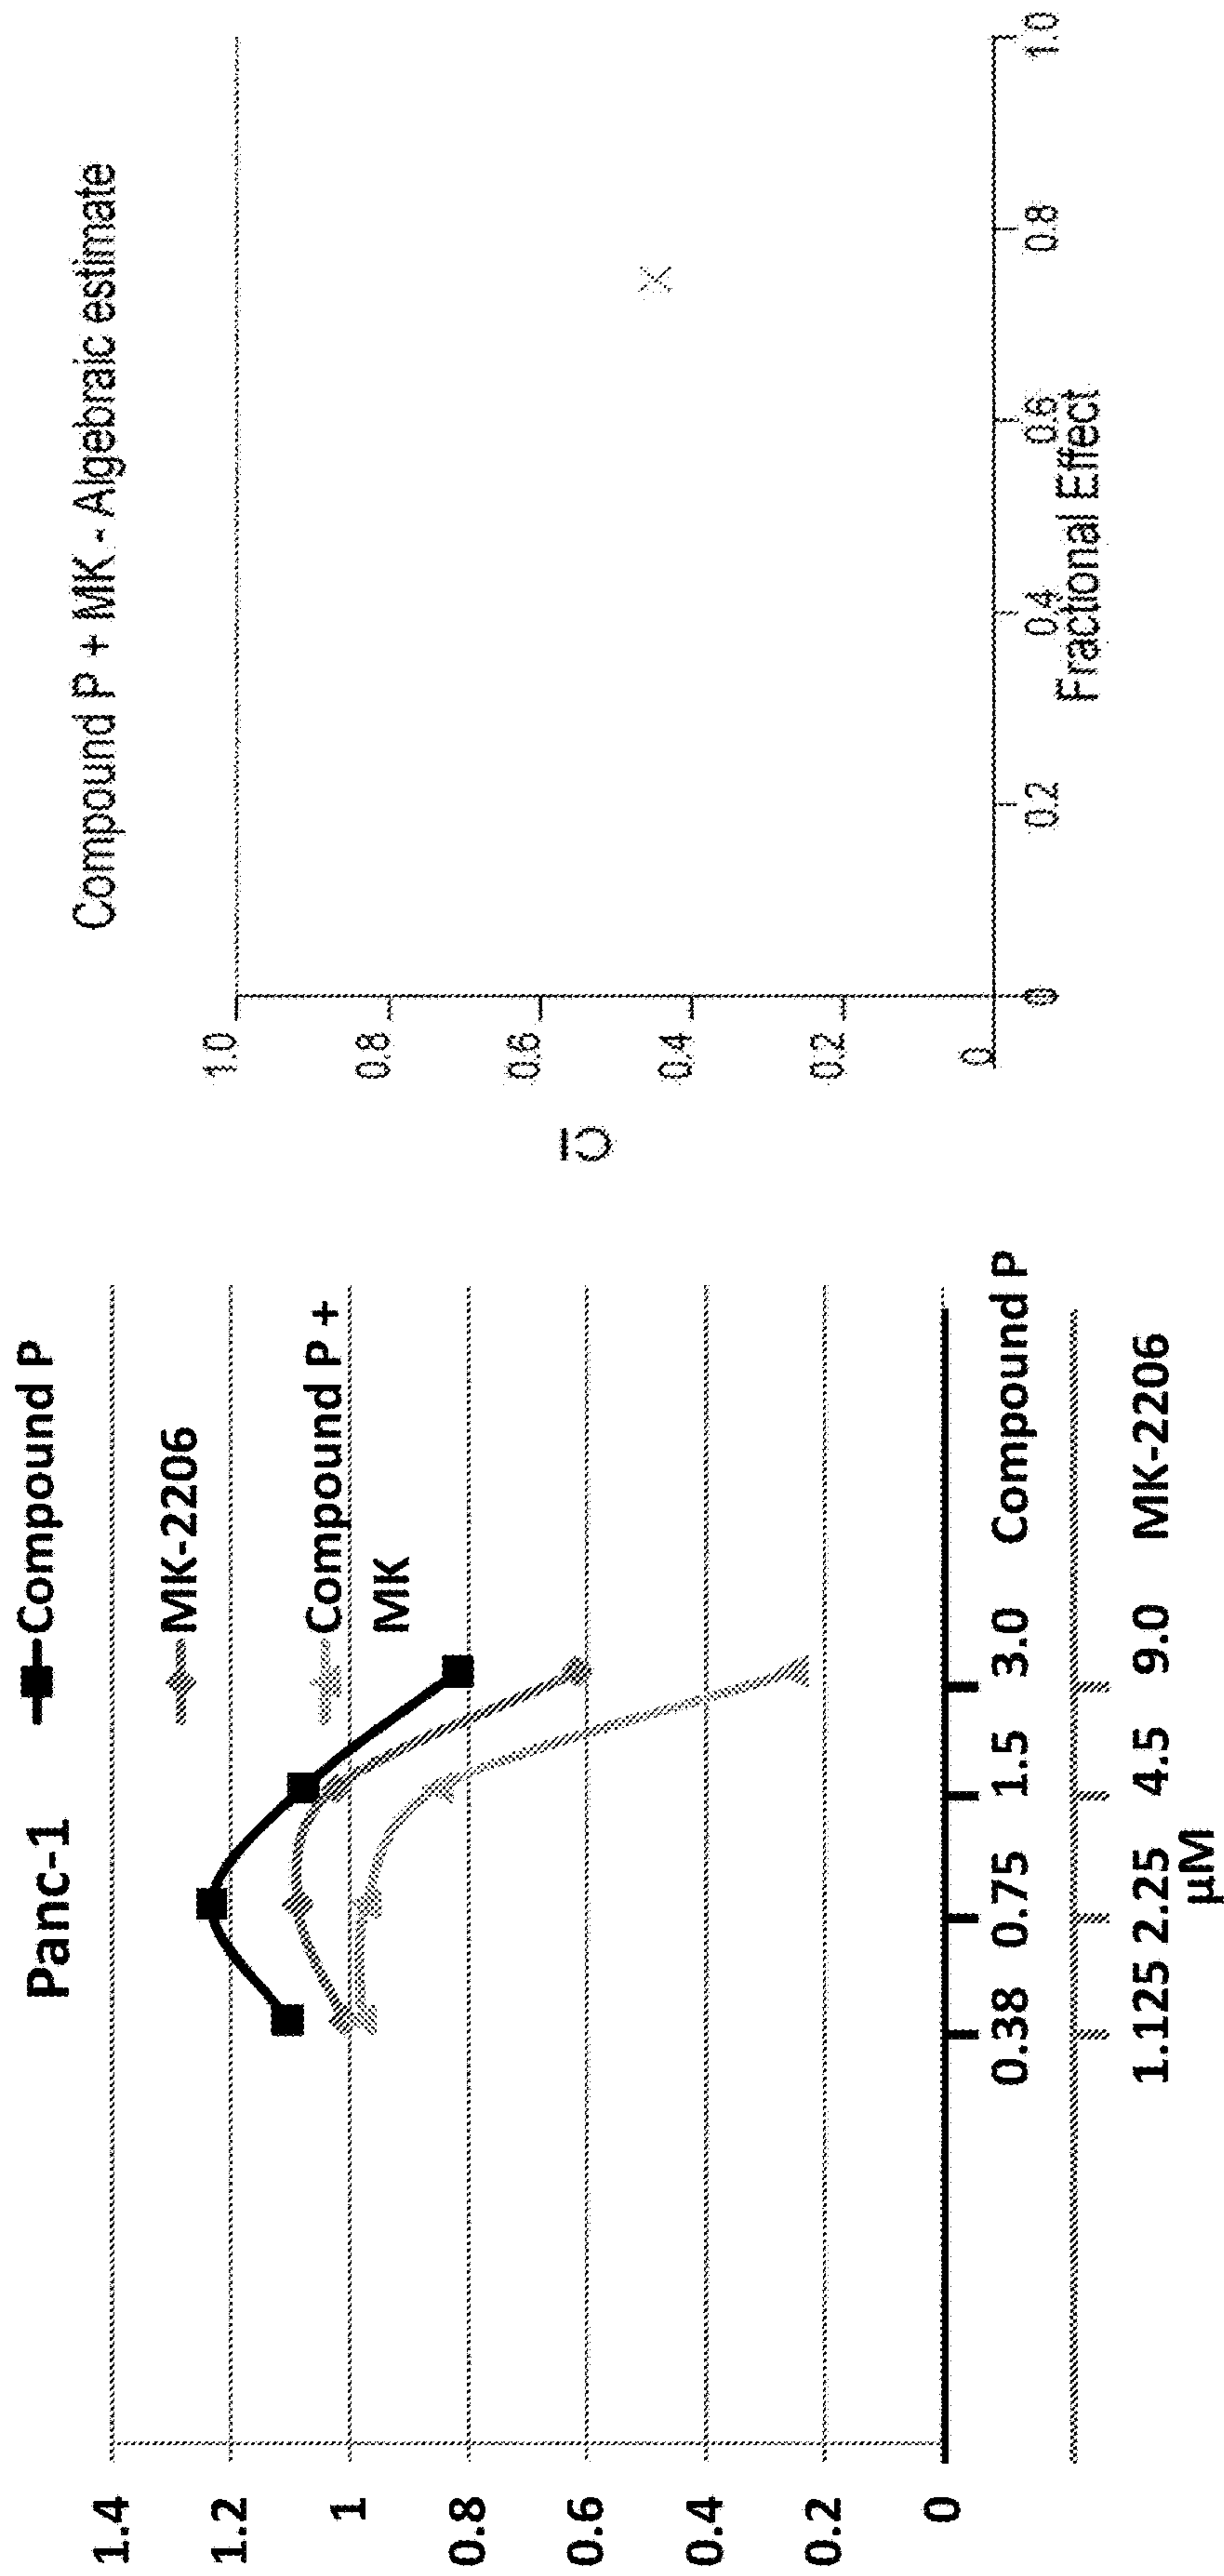 Panc-1
Compound P
MK-2206
Compound P +
MK
1.4
1.2
1
0.8
0.6
0.4
0.2
0
0.38 0.75 1.5 3.0 Compound P
1.125 2.25 4.5 9.0 MK-2206
µM
Compound P + MK - Algebraic estimate
CI
1.0
0.8
0.6
0.4
0.2
0
0 0.2 0.4 0.6 0.8 1.0
Fractional Effect